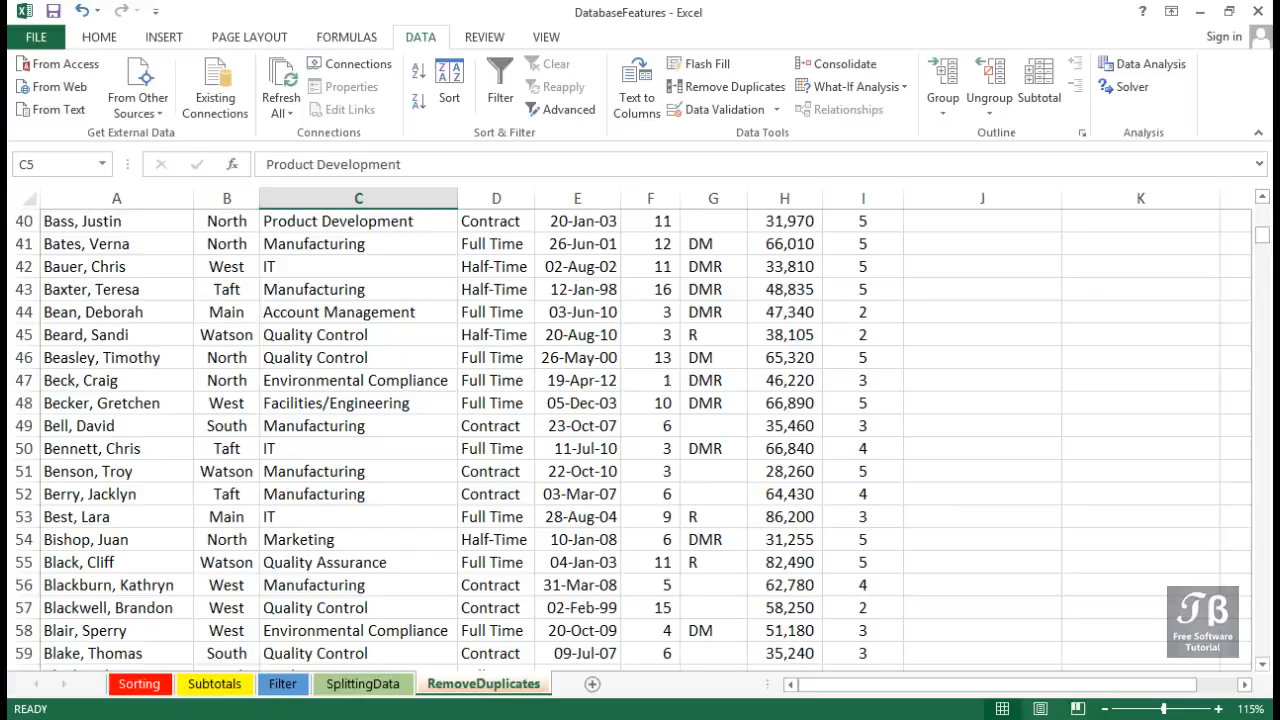 DatabaseFeatures - Excel
FILE HOME INSERT PAGE LAYOUT FORMULAS DATA REVIEW VIEW Sign in
From Access
From Web
From Text
From Other Sources
Existing Connections
Get External Data
Refresh All
Connections
Properties
Edit Links
Connections
Sort
Filter
Clear
Reapply
Advanced
Sort & Filter
Text to Columns
Flash Fill
Remove Duplicates
Data Validation
Consolidate
What-If Analysis
Relationships
Data Tools
Group
Ungroup
Subtotal
Outline
Data Analysis
Solver
Analysis
C5 fx Product Development
A B C D E F G H I J K
40 Bass, Justin North Product Development Contract 20-Jan-03 11 31,970 5
41 Bates, Verna North Manufacturing Full Time 26-Jun-01 12 DM 66,010 5
42 Bauer, Chris West IT Half-Time 02-Aug-02 11 DMR 33,810 5
43 Baxter, Teresa Taft Manufacturing Half-Time 12-Jan-98 16 DMR 48,835 5
44 Bean, Deborah Main Account Management Full Time 03-Jun-10 3 DMR 47,340 2
45 Beard, Sandi Watson Quality Control Half-Time 20-Aug-10 3 R 38,105 2
46 Beasley, Timothy North Quality Control Full Time 26-May-00 13 DM 65,320 5
47 Beck, Craig North Environmental Compliance Full Time 19-Apr-12 1 DMR 46,220 3
48 Becker, Gretchen West Facilities/Engineering Full Time 05-Dec-03 10 DMR 66,890 5
49 Bell, David South Manufacturing Contract 23-Oct-07 6 35,460 3
50 Bennett, Chris Taft IT Full Time 11-Jul-10 3 DMR 66,840 4
51 Benson, Troy Watson Manufacturing Contract 22-Oct-10 3 28,260 5
52 Berry, Jacklyn Taft Manufacturing Contract 03-Mar-07 6 64,430 4
53 Best, Lara Main IT Full Time 28-Aug-04 9 R 86,200 3
54 Bishop, Juan North Marketing Half-Time 10-Jan-08 6 DMR 31,255 5
55 Black, Cliff Watson Quality Assurance Full Time 04-Jan-03 11 R 82,490 5
56 Blackburn, Kathryn West Manufacturing Contract 31-Mar-08 5 62,780 4
57 Blackwell, Brandon West Quality Control Contract 02-Feb-99 15 58,250 2
58 Blair, Sperry West Environmental Compliance Full Time 20-Oct-09 4 DM 51,180 3
59 Blake, Thomas South Quality Control Contract 09-Jul-07 6 35,240 3
Free Software
Tutorial
Sorting Subtotals Filter SplittingData RemoveDuplicates
READY 115%